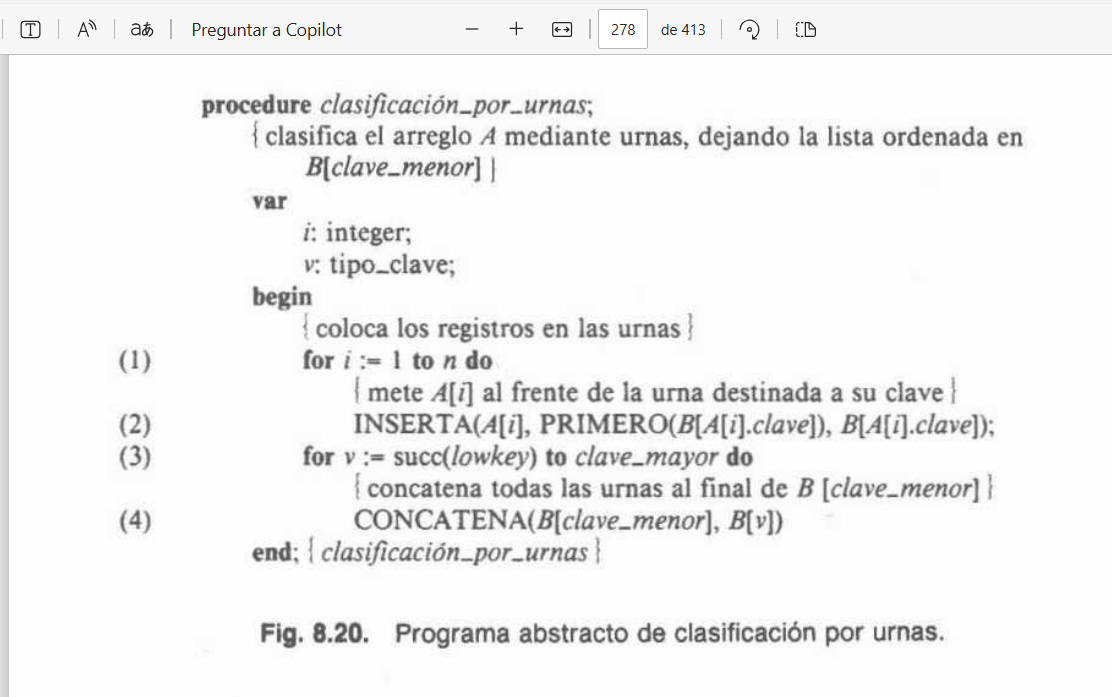 Preguntar a Copilot
278 de 413
procedure clasificación_por_urnas;
{ clasifica el arreglo A mediante urnas, dejando la lista ordenada en
B[clave_menor] |
var
i: integer;
v: tipo_clave;
begin
{ coloca los registros en las urnas }
(1) for i := 1 to n do
{ mete A[i] al frente de la urna destinada a su clave }
(2) INSERTA(A[i], PRIMERO(B[A[i].clave]), B[A[i].clave]);
(3) for v := succ(lowkey) to clave_mayor do
{ concatena todas las urnas al final de B [clave_menor] }
(4) CONCATENA(B[clave_menor], B[v])
end; { clasificación_por_urnas }
Fig. 8.20. Programa abstracto de clasificación por urnas.